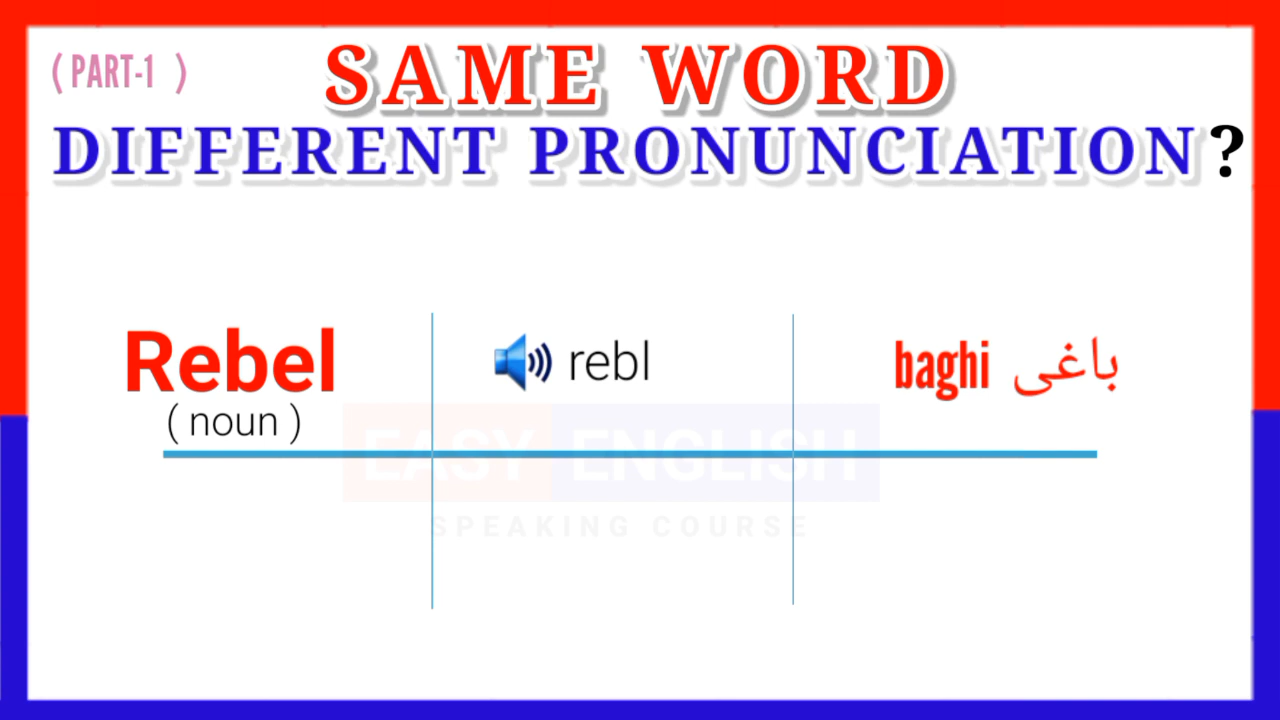 ( PART-1 )
SAME WORD
DIFFERENT PRONUNCIATION?
Rebel
( noun )
rebl
baghi باغی
EASY ENGLISH
SPEAKING COURSE